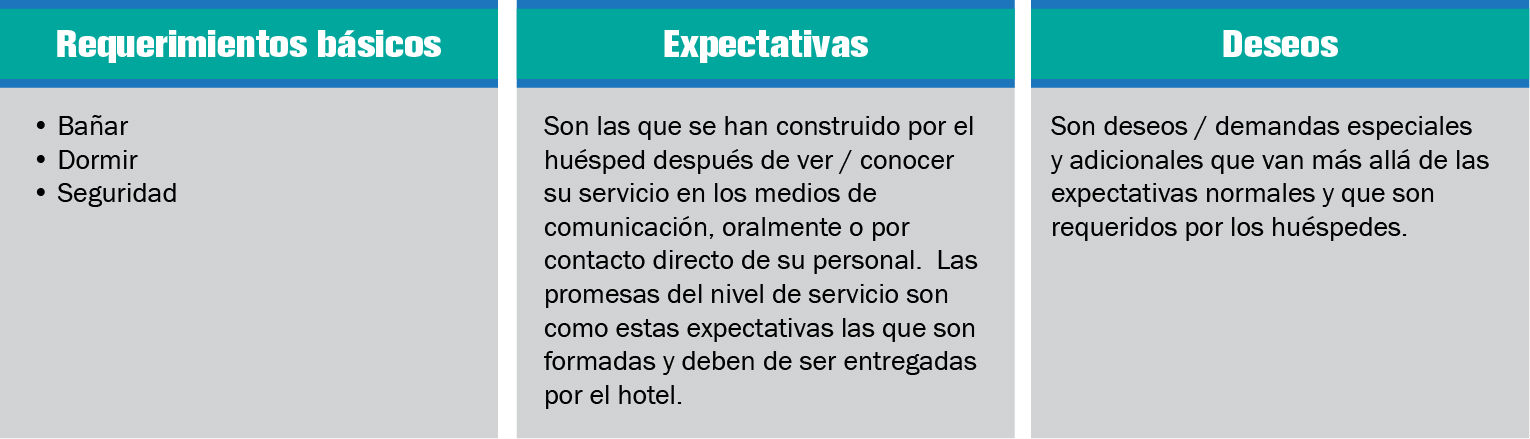 Requerimientos básicos
• Bañar
• Dormir
• Seguridad
Expectativas
Son las que se han construido por el
huésped después de ver / conocer
su servicio en los medios de
comunicación, oralmente o por
contacto directo de su personal.  Las
promesas del nivel de servicio son
como estas expectativas las que son
formadas y deben de ser entregadas
por el hotel.
Deseos
Son deseos / demandas especiales
y adicionales que van más allá de las
expectativas normales y que son
requeridos por los huéspedes.